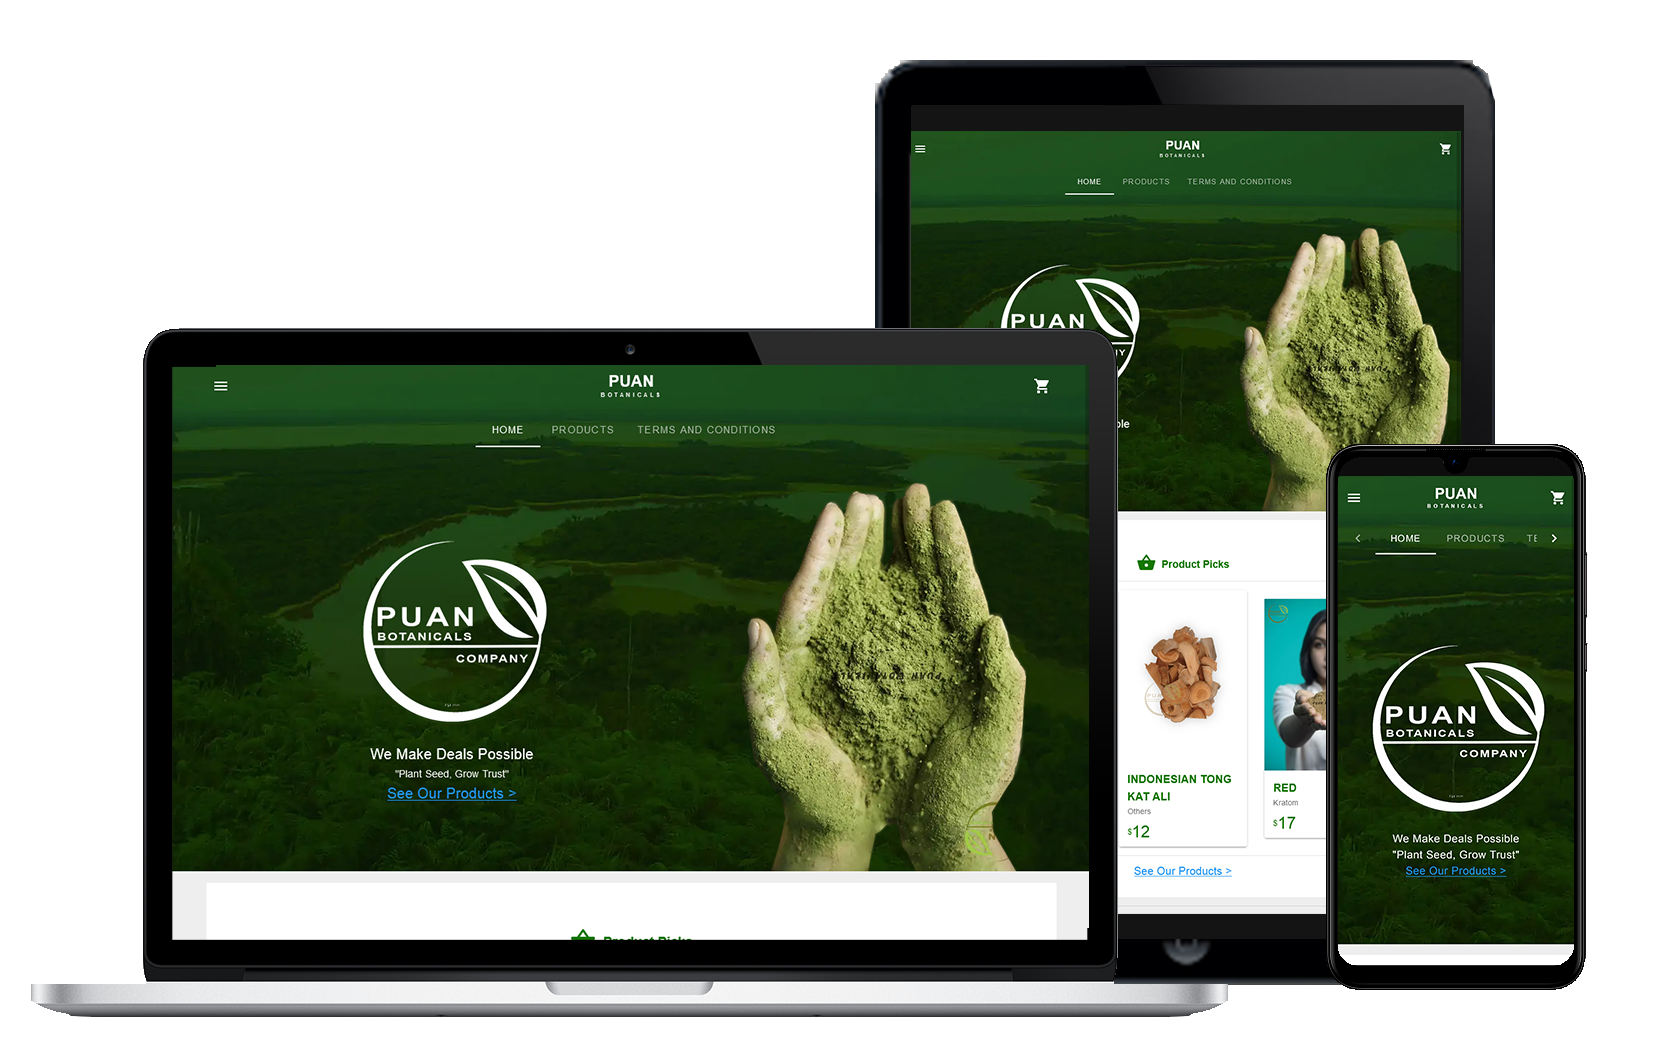 PUAN
BOTANICALS
HOME PRODUCTS TERMS AND CONDITIONS
PUAN
BOTANICALS
COMPANY
We Make Deals Possible
"Plant Seed, Grow Trust"
See Our Products >
Product Picks
PUAN
BOTANICALS
HOME PRODUCTS TERMS AND CONDITIONS
PUAN
Product Picks
INDONESIAN TONG
KAT ALI
Others
$12
RED
Kratom
$17
See Our Products >
PUAN
BOTANICALS
HOME PRODUCTS TE
PUAN
BOTANICALS
COMPANY
We Make Deals Possible
"Plant Seed, Grow Trust"
See Our Products >